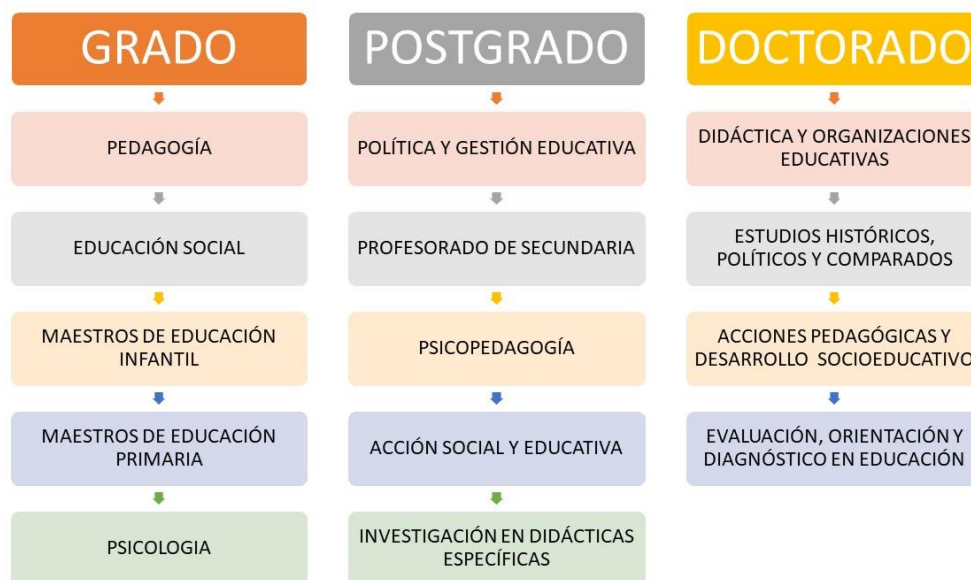 GRADO
PEDAGOGÍA
EDUCACIÓN SOCIAL
MAESTROS DE EDUCACIÓN
INFANTIL
MAESTROS DE EDUCACIÓN
PRIMARIA
PSICOLOGIA
POSTGRADO
POLÍTICA Y GESTIÓN EDUCATIVA
PROFESORADO DE SECUNDARIA
PSICOPEDAGOGÍA
ACCIÓN SOCIAL Y EDUCATIVA
INVESTIGACIÓN EN DIDÁCTICAS
ESPECÍFICAS
DOCTORADO
DIDÁCTICA Y ORGANIZACIONES
EDUCATIVAS
ESTUDIOS HISTÓRICOS,
POLÍTICOS Y COMPARADOS
ACCIONES PEDAGÓGICAS Y
DESARROLLO SOCIOEDUCATIVO
EVALUACIÓN, ORIENTACIÓN Y
DIAGNÓSTICO EN EDUCACIÓN